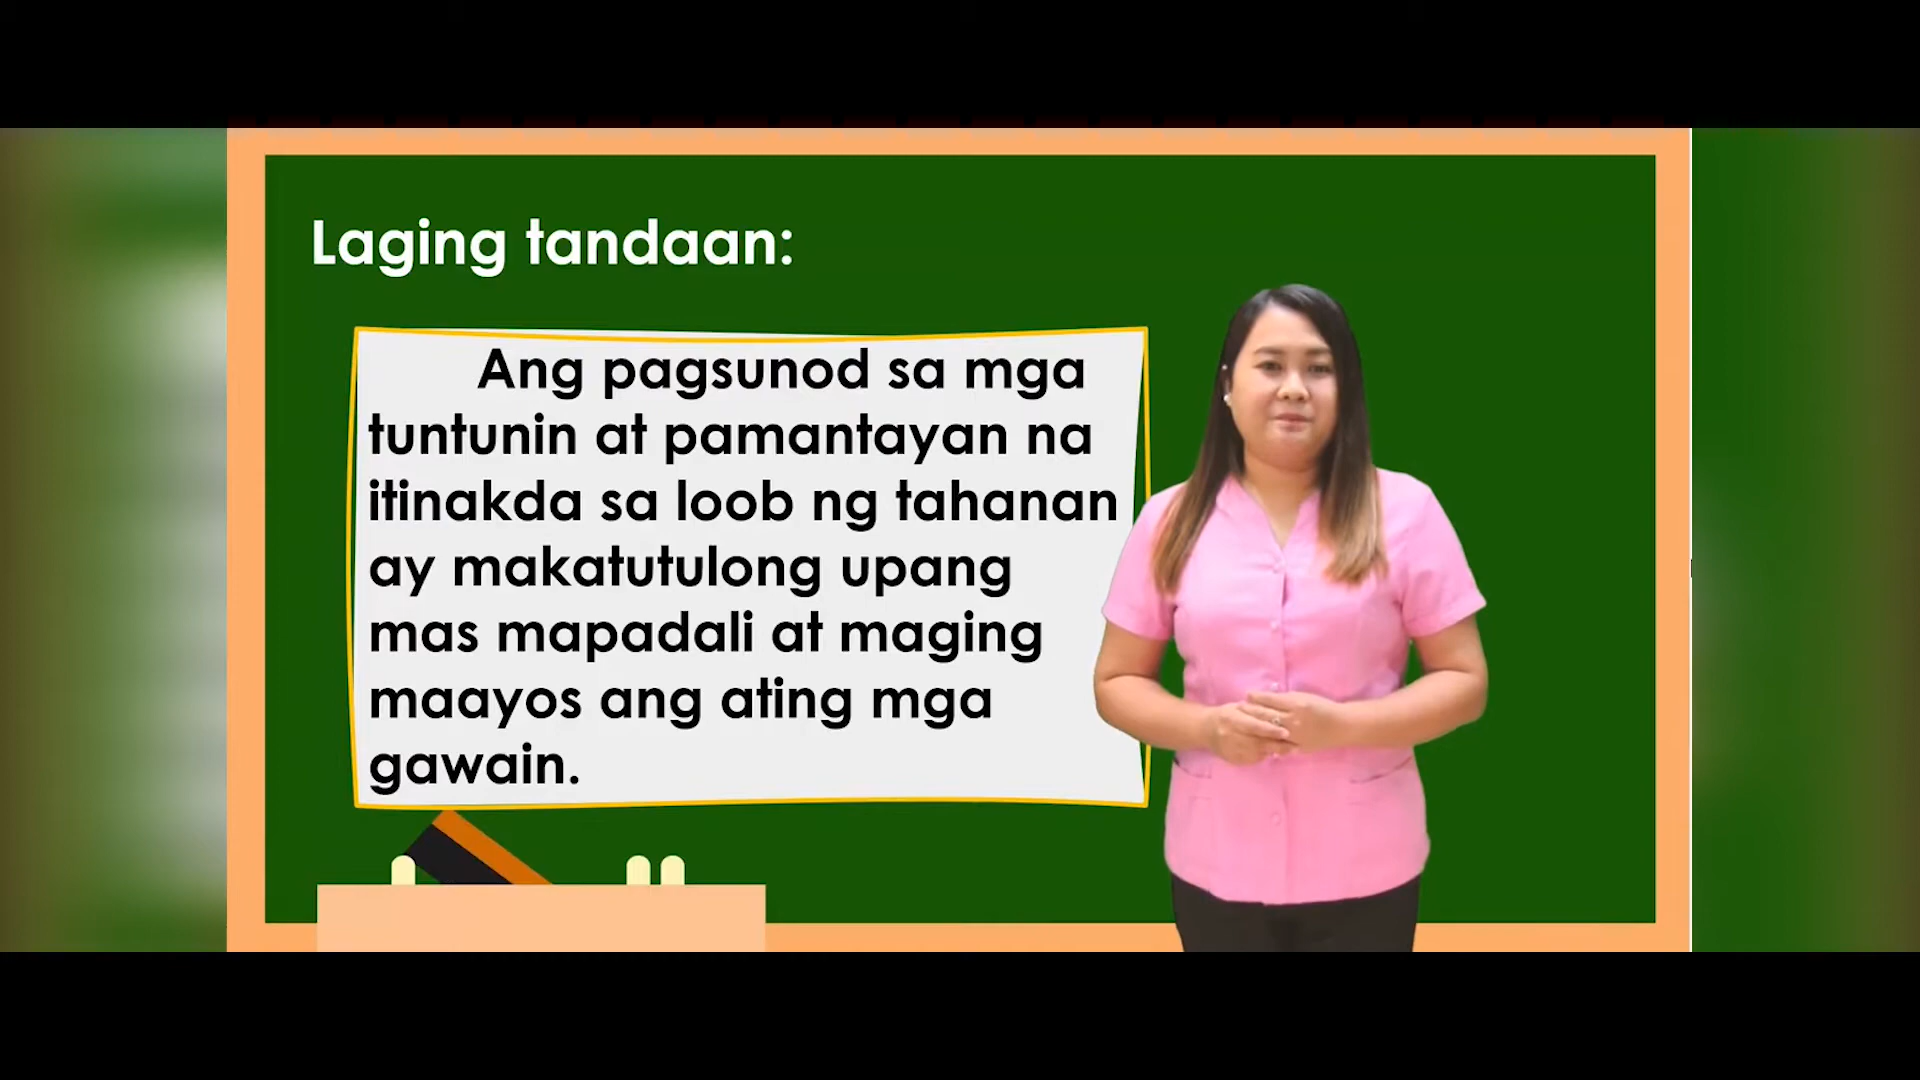 Laging tandaan:
Ang pagsunod sa mga
tuntunin at pamantayan na
itinakda sa loob ng tahanan
ay makatutulong upang
mas mapadali at maging
maayos ang ating mga
gawain.